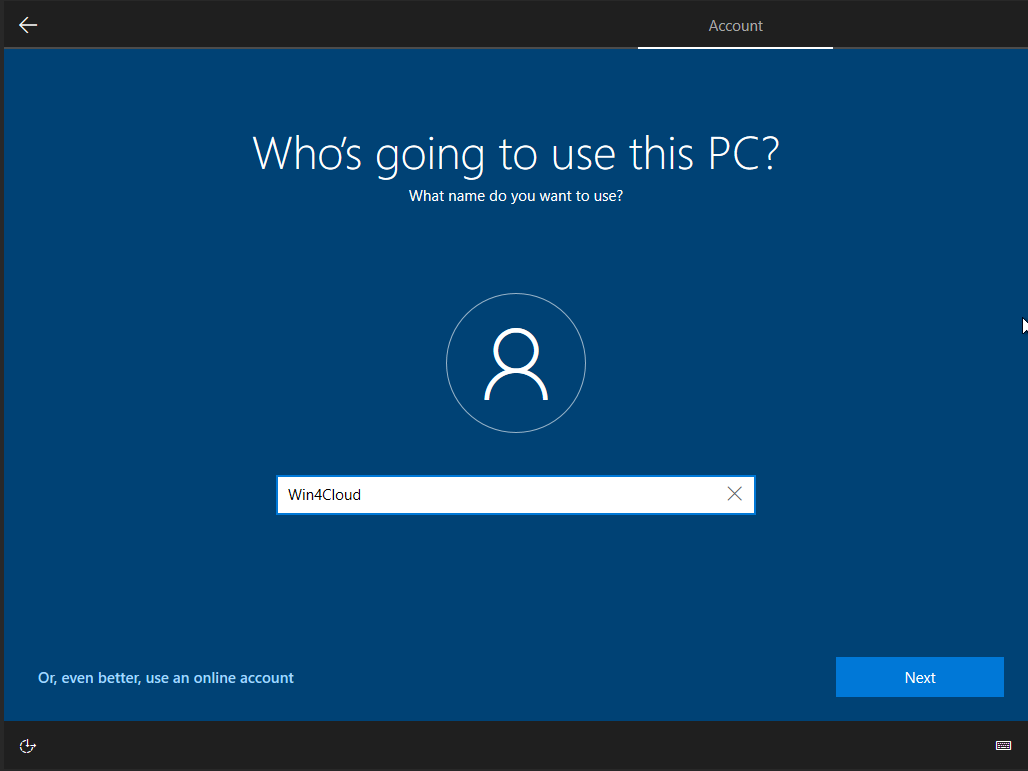 Account
Who's going to use this PC?
What name do you want to use?
Win4Cloud
Or, even better, use an online account
Next